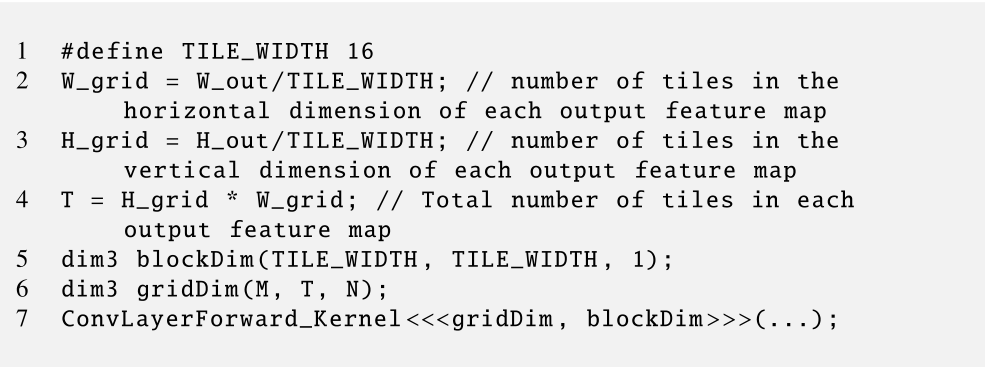 1 #define TILE_WIDTH 16
2 W_grid = W_out/TILE_WIDTH; // number of tiles in the
horizontal dimension of each output feature map
3 H_grid = H_out/TILE_WIDTH; // number of tiles in the
vertical dimension of each output feature map
4 T = H_grid * W_grid; // Total number of tiles in each
output feature map
5 dim3 blockDim(TILE_WIDTH, TILE_WIDTH, 1);
6 dim3 gridDim(M, T, N);
7 ConvLayerForward_Kernel<<<gridDim, blockDim>>>(...);